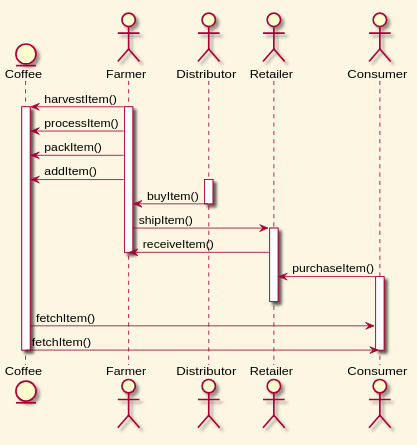 Coffee Farmer Distributor Retailer Consumer
harvestItem()
processItem()
packItem()
addItem()
buyItem()
shipItem()
receiveItem()
purchaseItem()
fetchItem()
fetchItem()
Coffee Farmer Distributor Retailer Consumer